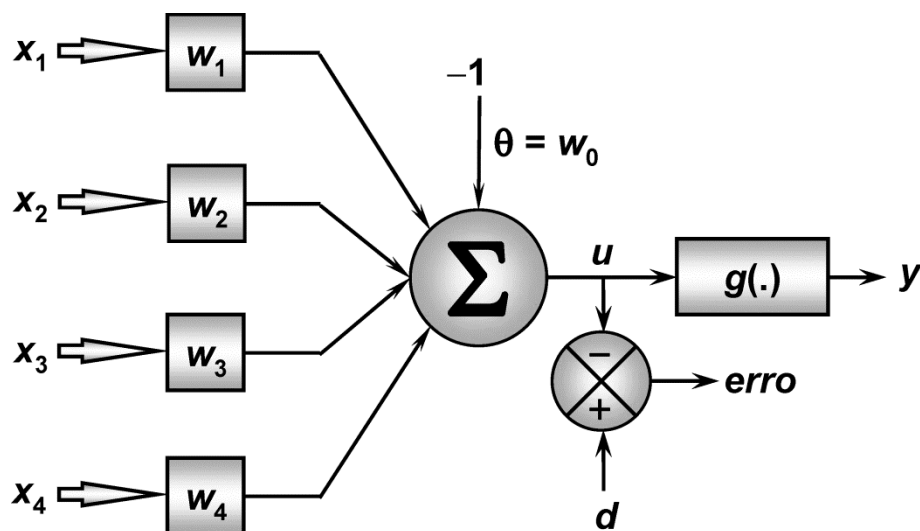 x₁
w₁
−1
θ = w₀
x₂
w₂
Σ
u
g(.)
y
x₃
w₃
−
+
erro
x₄
w₄
d